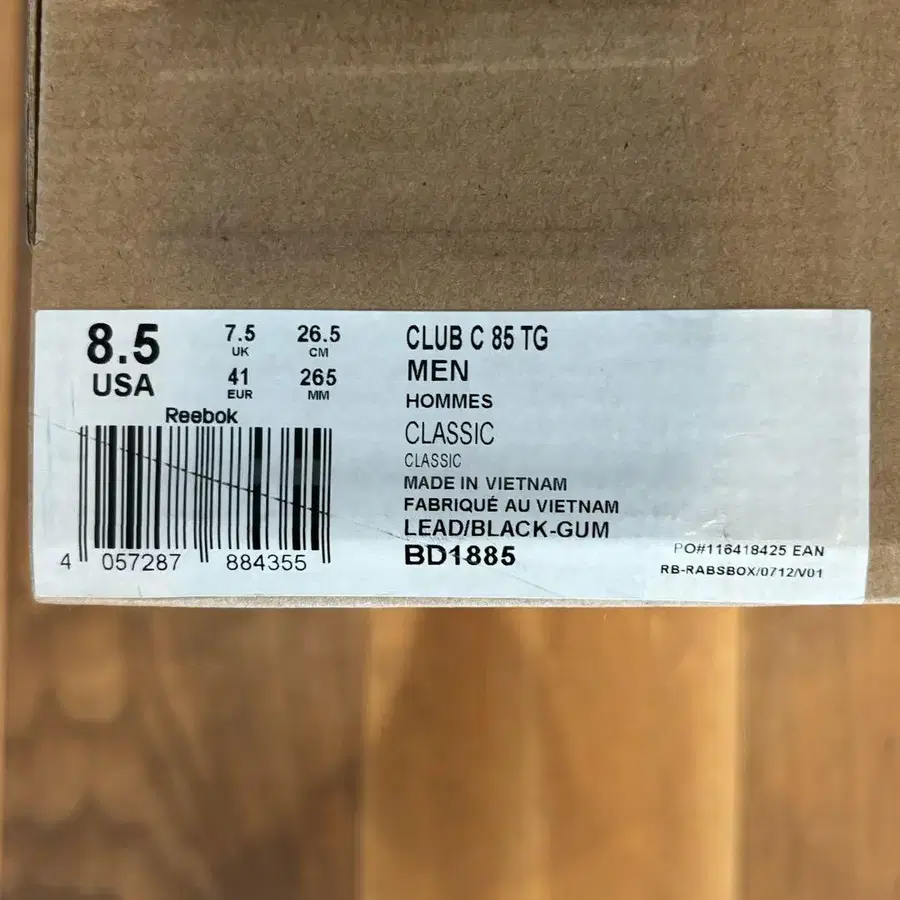 8.5
USA
7.5
UK
26.5
CM
41
EUR
265
MM
Reebok
4 057287 884355
CLUB C 85 TG
MEN
HOMMES
CLASSIC
CLASSIC
MADE IN VIETNAM
FABRIQUÉ AU VIETNAM
LEAD/BLACK-GUM
BD1885
PO#116418425 EAN
RB-RABSBOX/0712/V01